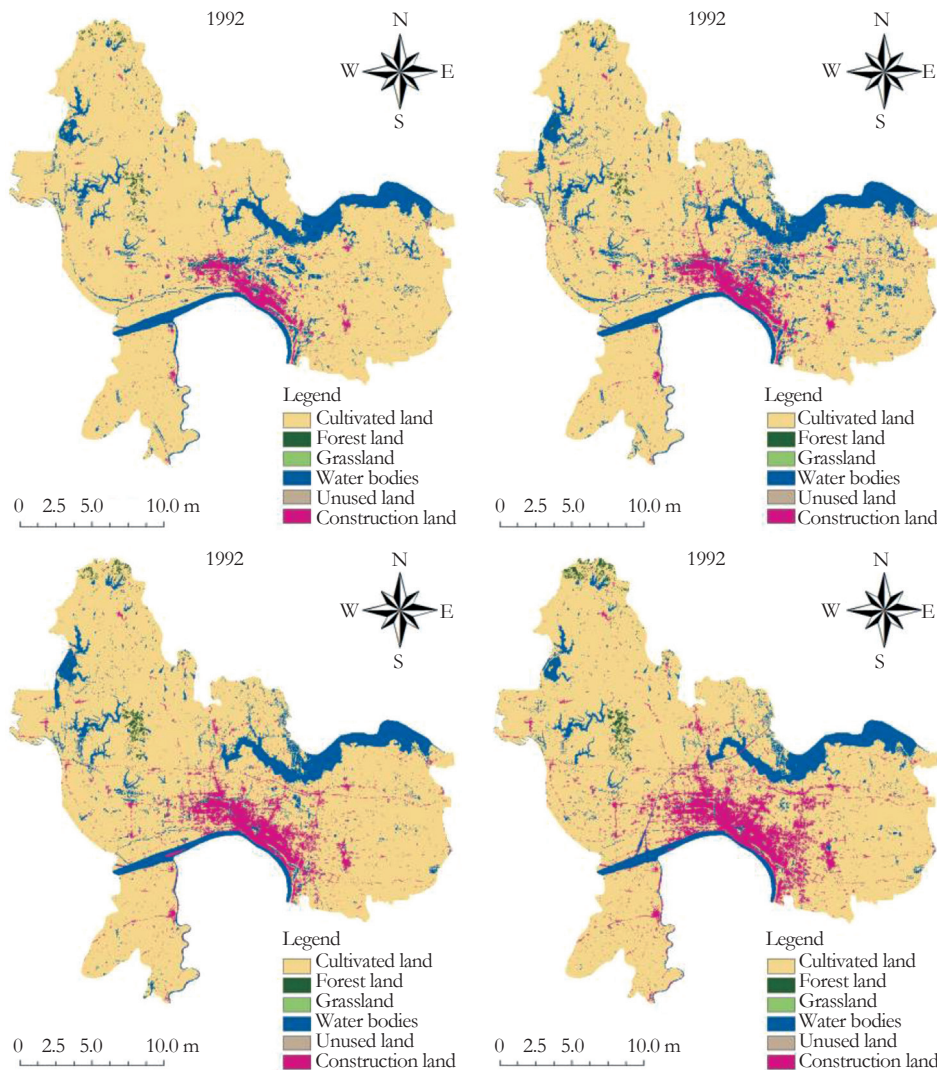 1992
N
W E
S
Legend
Cultivated land
Forest land
Grassland
Water bodies
Unused land
Construction land
0 2.5 5.0 10.0 m
1992
N
W E
S
Legend
Cultivated land
Forest land
Grassland
Water bodies
Unused land
Construction land
0 2.5 5.0 10.0 m
1992
N
W E
S
Legend
Cultivated land
Forest land
Grassland
Water bodies
Unused land
Construction land
0 2.5 5.0 10.0 m
1992
N
W E
S
Legend
Cultivated land
Forest land
Grassland
Water bodies
Unused land
Construction land
0 2.5 5.0 10.0 m